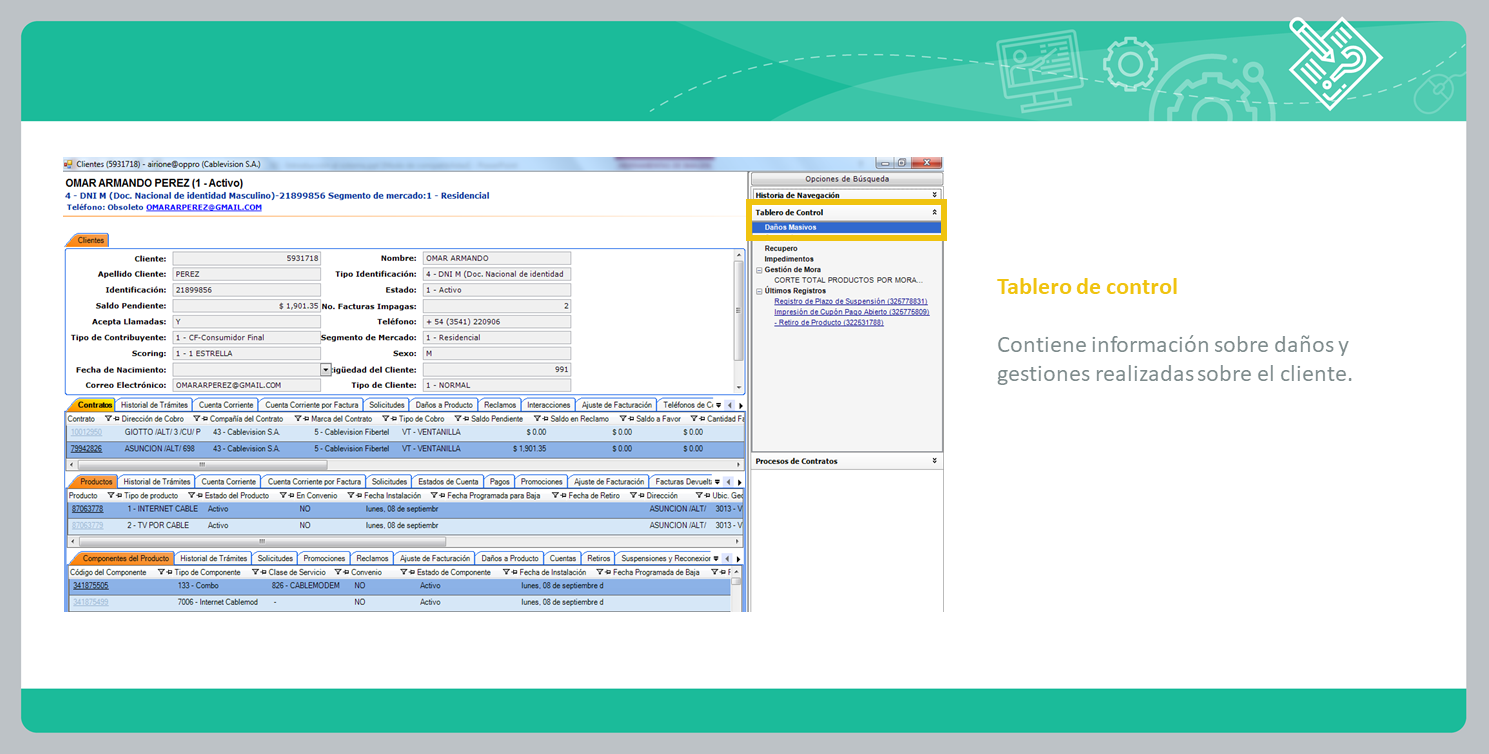 Clientes (5931718) - airione@oppro (Cablevision S.A.)
OMAR ARMANDO PEREZ (1 - Activo)
4 - DNI M (Doc. Nacional de identidad Masculino)-21899856 Segmento de mercado:1 - Residencial
Teléfono: Obsoleto OMARARPEREZ@GMAIL.COM
Clientes
Cliente: 5931718 Nombre: OMAR ARMANDO
Apellido Cliente: PEREZ Tipo Identificación: 4 - DNI M (Doc. Nacional de identidad
Identificación: 21899856 Estado: 1 - Activo
Saldo Pendiente: $ 1,901.35 No. Facturas Impagas: 2
Acepta Llamadas: Y Teléfono: + 54 (3541) 220906
Tipo de Contribuyente: 1 - CF-Consumidor Final Segmento de Mercado: 1 - Residencial
Scoring: 1 - 1 ESTRELLA Sexo: M
Fecha de Nacimiento: tigüedad del Cliente: 991
Correo Electrónico: OMARARPEREZ@GMAIL.COM Tipo de Cliente: 1 - NORMAL
Contratos Historial de Trámites Cuenta Corriente Cuenta Corriente por Factura Solicitudes Daños a Producto Reclamos Interacciones Ajuste de Facturación Teléfonos de C
Contrato Dirección de Cobro Compañía del Contrato Marca del Contrato Tipo de Cobro Saldo Pendiente Saldo en Reclamo Saldo a Favor Cantidad Fa
10012950 GIOTTO /ALT/ 3 /CU/ P 43 - Cablevision S.A. 5 - Cablevision Fibertel VT - VENTANILLA $ 0.00 $ 0.00 $ 0.00
79942826 ASUNCION /ALT/ 698 43 - Cablevision S.A. 5 - Cablevision Fibertel VT - VENTANILLA $ 1,901.35 $ 0.00 $ 0.00
Productos Historial de Trámites Cuenta Corriente Cuenta Corriente por Factura Solicitudes Estados de Cuenta Pagos Promociones Ajuste de Facturación Facturas Devuelt
Producto Tipo de producto Estado del Producto En Convenio Fecha Instalación Fecha Programada para Baja Fecha de Retiro Dirección Ubic. Geo
87063778 1 - INTERNET CABLE Activo NO lunes, 08 de septiembr ASUNCION /ALT/ 3013 - V
87063779 2 - TV POR CABLE Activo NO lunes, 08 de septiembr ASUNCION /ALT/ 3013 - V
Componentes del Producto Historial de Trámites Solicitudes Promociones Reclamos Ajuste de Facturación Daños a Producto Cuentas Retiros Suspensiones y Reconexior
Código del Componente Tipo de Componente Clase de Servicio Convenio Estado de Componente Fecha de Instalación Fecha Programada de Baja F
341875505 133 - Combo 826 - CABLEMODEM NO Activo lunes, 08 de septiembre d
341875499 7006 - Internet Cablemod - NO Activo lunes, 08 de septiembre d
Opciones de Búsqueda
Historia de Navegación
Tablero de Control
Daños Masivos
Recupero
Impedimentos
Gestión de Mora
CORTE TOTAL PRODUCTOS POR MORA...
Últimos Registros
Registro de Plazo de Suspensión (325778831)
Impresión de Cupón Pago Abierto (325775809)
- Retiro de Producto (322531788)
Procesos de Contratos
Tablero de control
Contiene información sobre daños y
gestiones realizadas sobre el cliente.